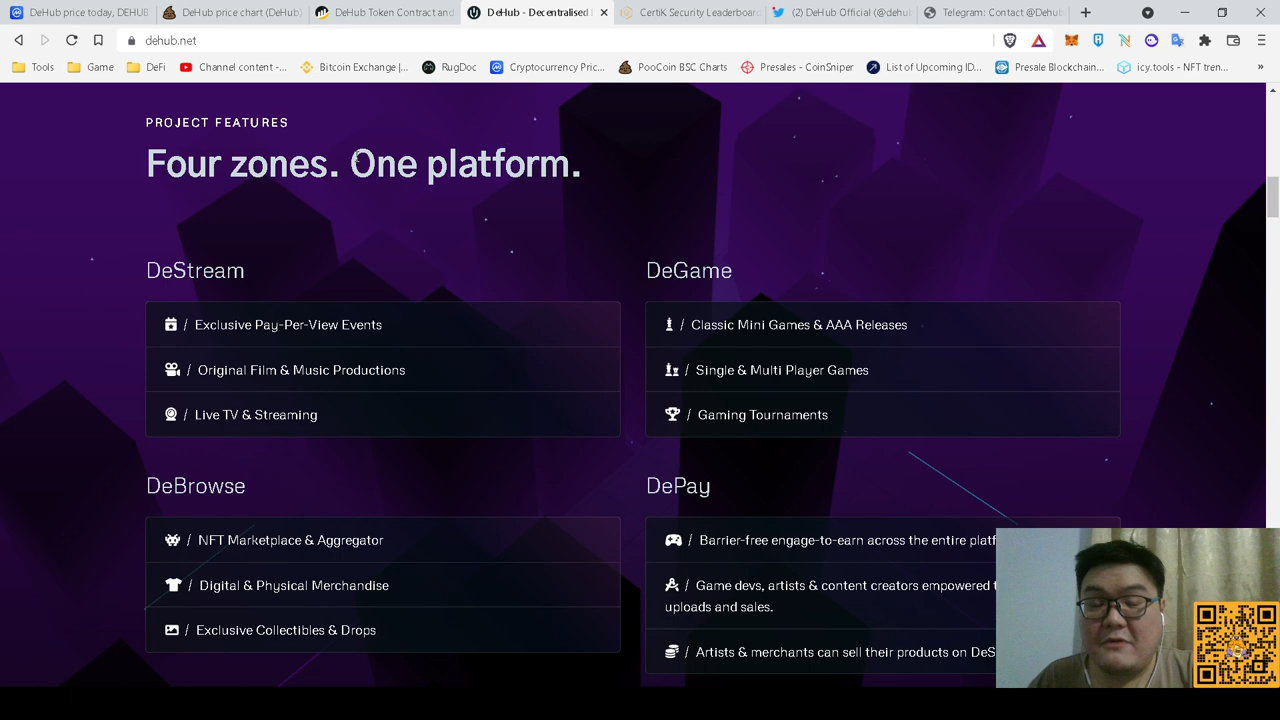 DeHub price today, DEHUB
DeHub price chart (DeHub)
DeHub Token Contract and
DeHub - Decentralised
CertiK Security Leaderboard
(2) DeHub Official (@dehub
Telegram: Contact @DeHub
dehub.net
Tools
Game
DeFi
Channel content -...
Bitcoin Exchange |...
RugDoc
Cryptocurrency Pric...
PooCoin BSC Charts
Presales - CoinSniper
List of Upcoming ID...
Presale Blockchain...
icy.tools - NFT tren...
»
PROJECT FEATURES
Four zones. One platform.
DeStream
/ Exclusive Pay-Per-View Events
/ Original Film & Music Productions
/ Live TV & Streaming
DeGame
/ Classic Mini Games & AAA Releases
/ Single & Multi Player Games
/ Gaming Tournaments
DeBrowse
/ NFT Marketplace & Aggregator
/ Digital & Physical Merchandise
/ Exclusive Collectibles & Drops
DePay
/ Barrier-free engage-to-earn across the entire platf
/ Game devs, artists & content creators empowered
uploads and sales.
/ Artists & merchants can sell their products on DeS